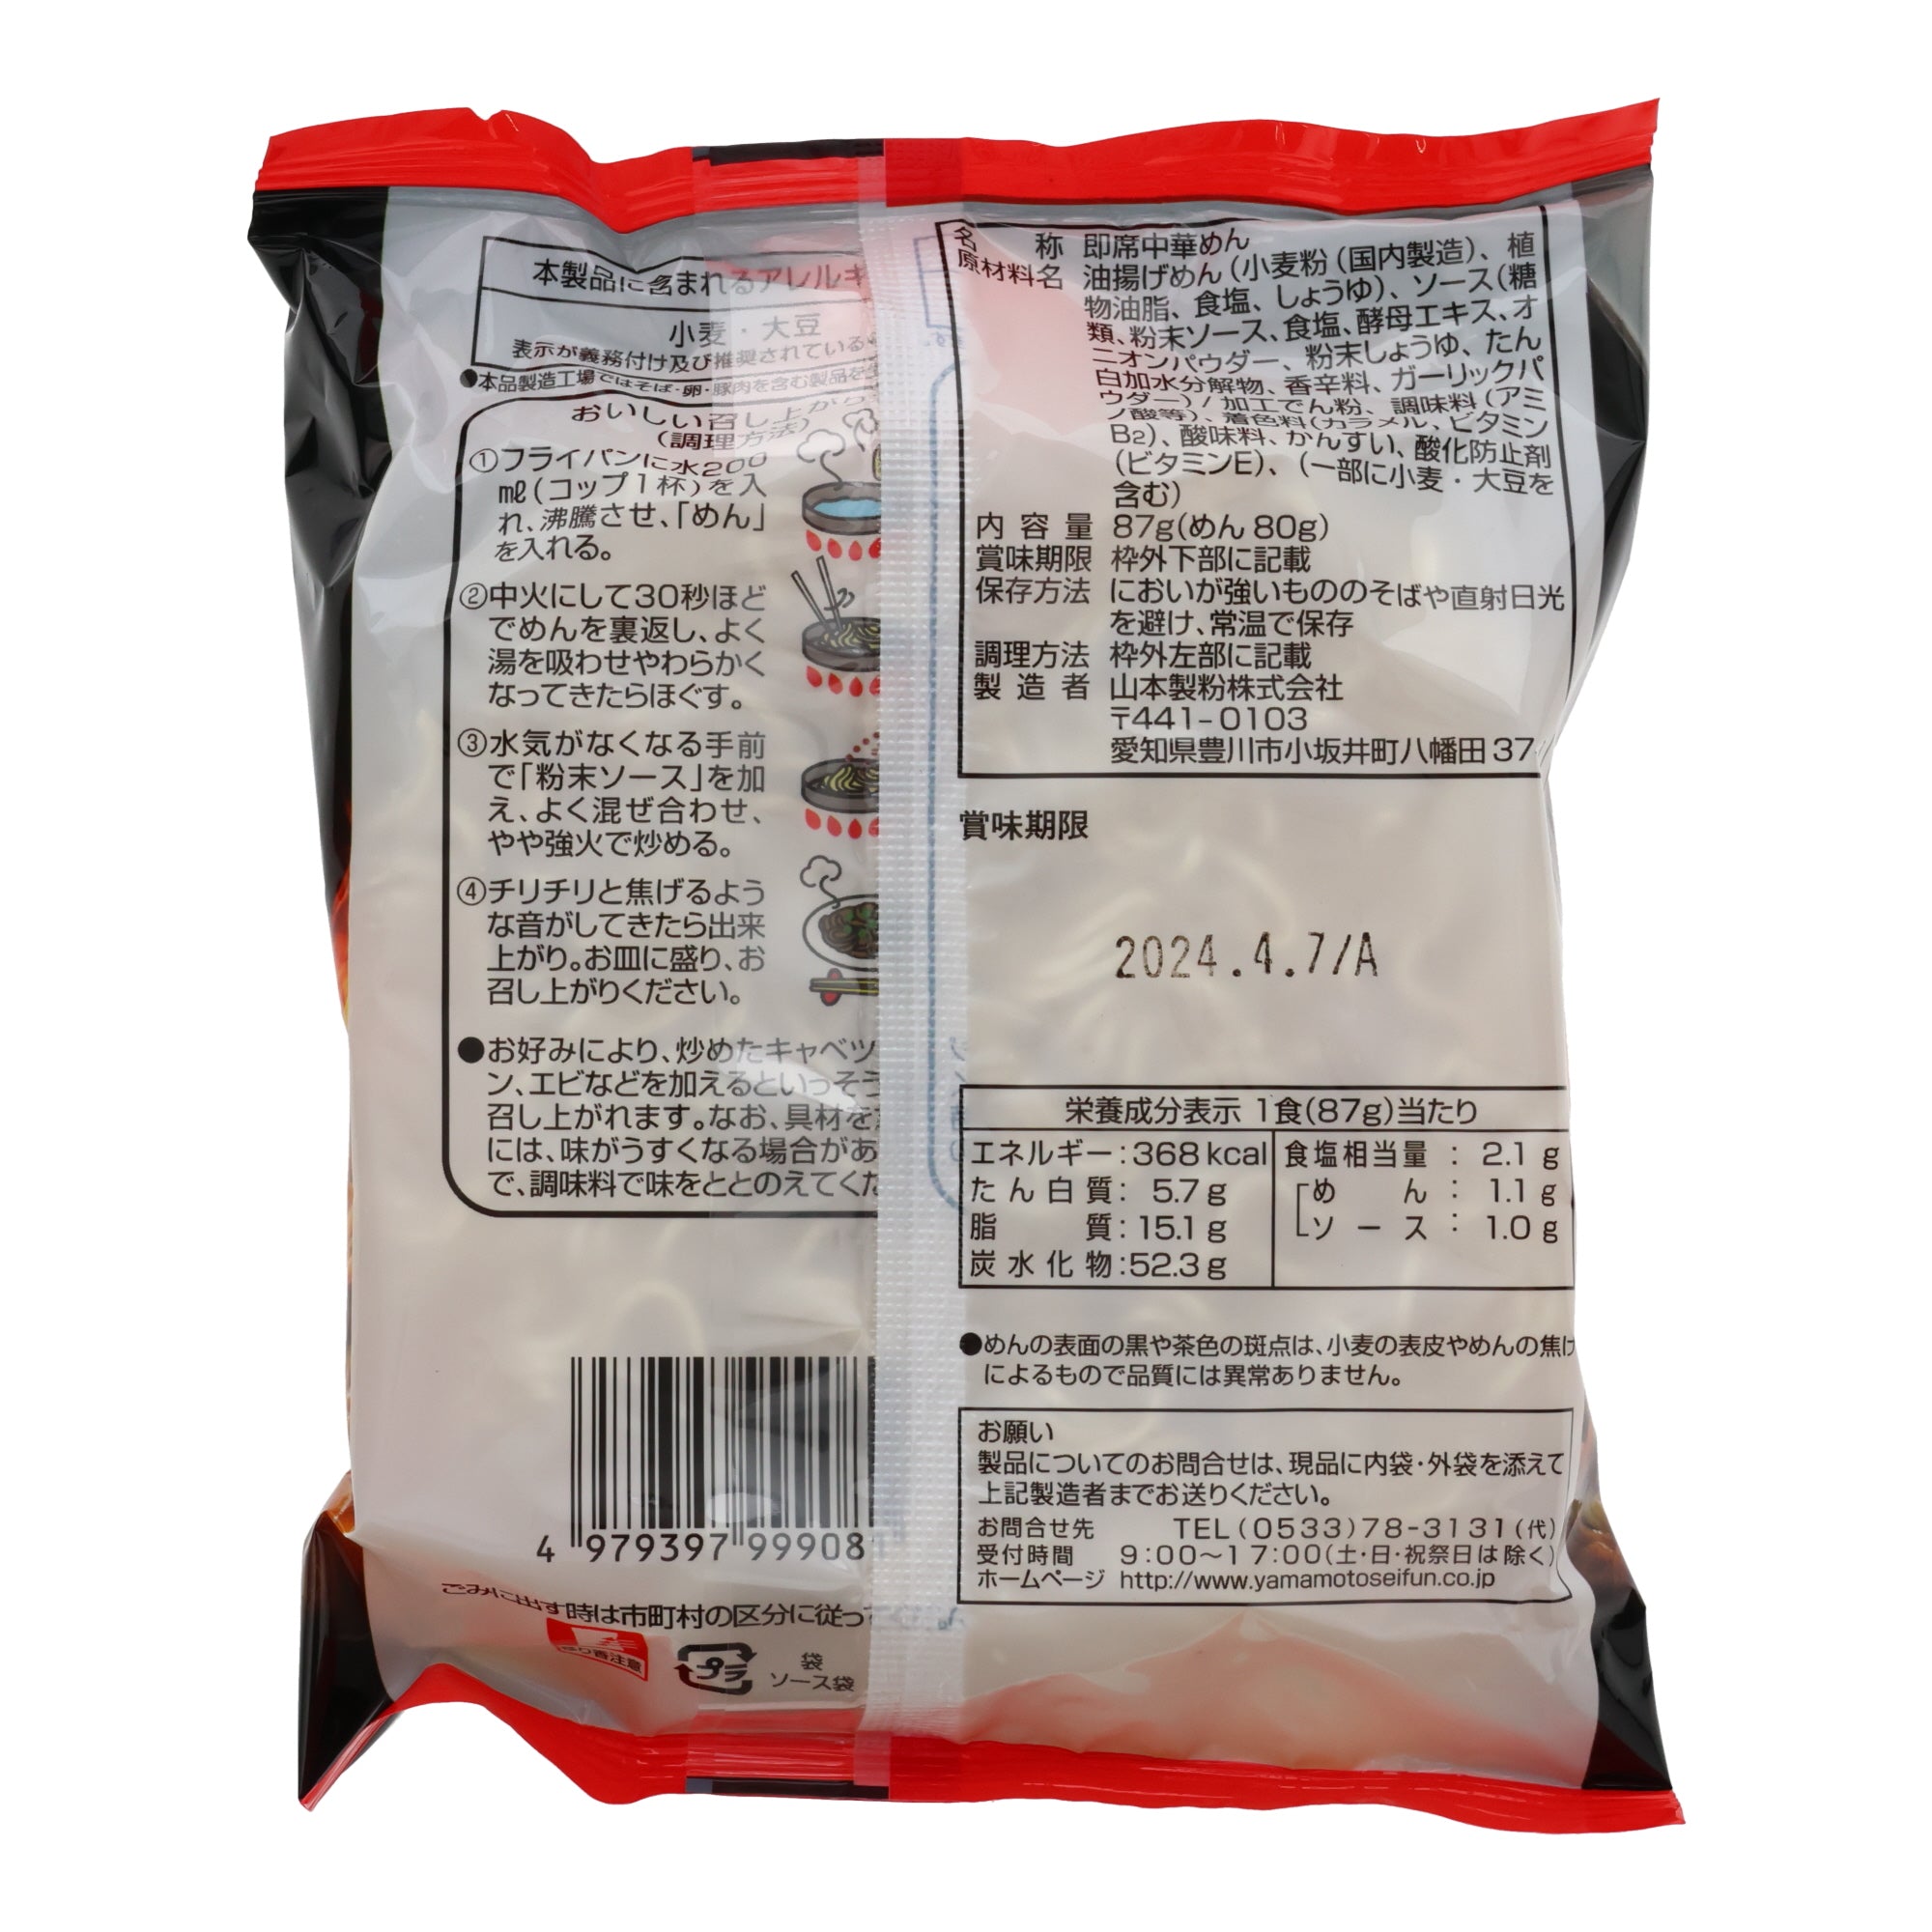 本製品に含まれるアレルギ
小麦・大豆
表示が義務付け及び推奨されている
●本品製造工場ではそば・卵・豚肉を含む製品を
おいしい召し上がり
(調理方法)
①フライパンに水200
mℓ(コップ1杯)を入
れ、沸騰させ、「めん」
を入れる。
②中火にして30秒ほど
でめんを裏返し、よく
湯を吸わせやわらかく
なってきたらほぐす。
③水気がなくなる手前
で「粉末ソース」を加
え、よく混ぜ合わせ、
やや強火で炒める。
④チリチリと焦げるよう
な音がしてきたら出来
上がり。お皿に盛り、お
召し上がりください。
●お好みにより、炒めたキャベツ
ン、エビなどを加えるといっそう
召し上がれます。なお、具材を
には、味がうすくなる場合があ
で、調味料で味をととのえてくだ
4 979397 999081
ごみに出す時は市町村の区分に従っ
プラ
袋
ソース袋
名称 即席中華めん
原材料名 油揚げめん(小麦粉(国内製造)、植
物油脂、食塩、しょうゆ)、ソース(糖
類、粉末ソース、食塩、酵母エキス、オ
ニオンパウダー、粉末しょうゆ、たん
白加水分解物、香辛料、ガーリックパ
ウダー)/加工でん粉、調味料(アミ
ノ酸等)、着色料(カラメル、ビタミン
B2)、酸味料、かんすい、酸化防止剤
(ビタミンE)、(一部に小麦・大豆を
含む)
内容量 87g(めん80g)
賞味期限 枠外下部に記載
保存方法 においが強いもののそばや直射日光
を避け、常温で保存
調理方法 枠外左部に記載
製造者 山本製粉株式会社
〒441-0103
愛知県豊川市小坂井町八幡田37
賞味期限
2024.4.7/A
栄養成分表示 1食(87g)当たり
エネルギー:368kcal 食塩相当量:2.1g
たん白質:5.7g めん:1.1g
脂質:15.1g ソース:1.0g
炭水化物:52.3g
●めんの表面の黒や茶色の斑点は、小麦の表皮やめんの焦げ
によるもので品質には異常ありません。
お願い
製品についてのお問合せは、現品に内袋・外袋を添えて
上記製造者までお送りください。
お問合せ先 TEL(0533)78-3131(代)
受付時間 9:00〜17:00(土・日・祝祭日は除く)
ホームページ http://www.yamamotoseifun.co.jp